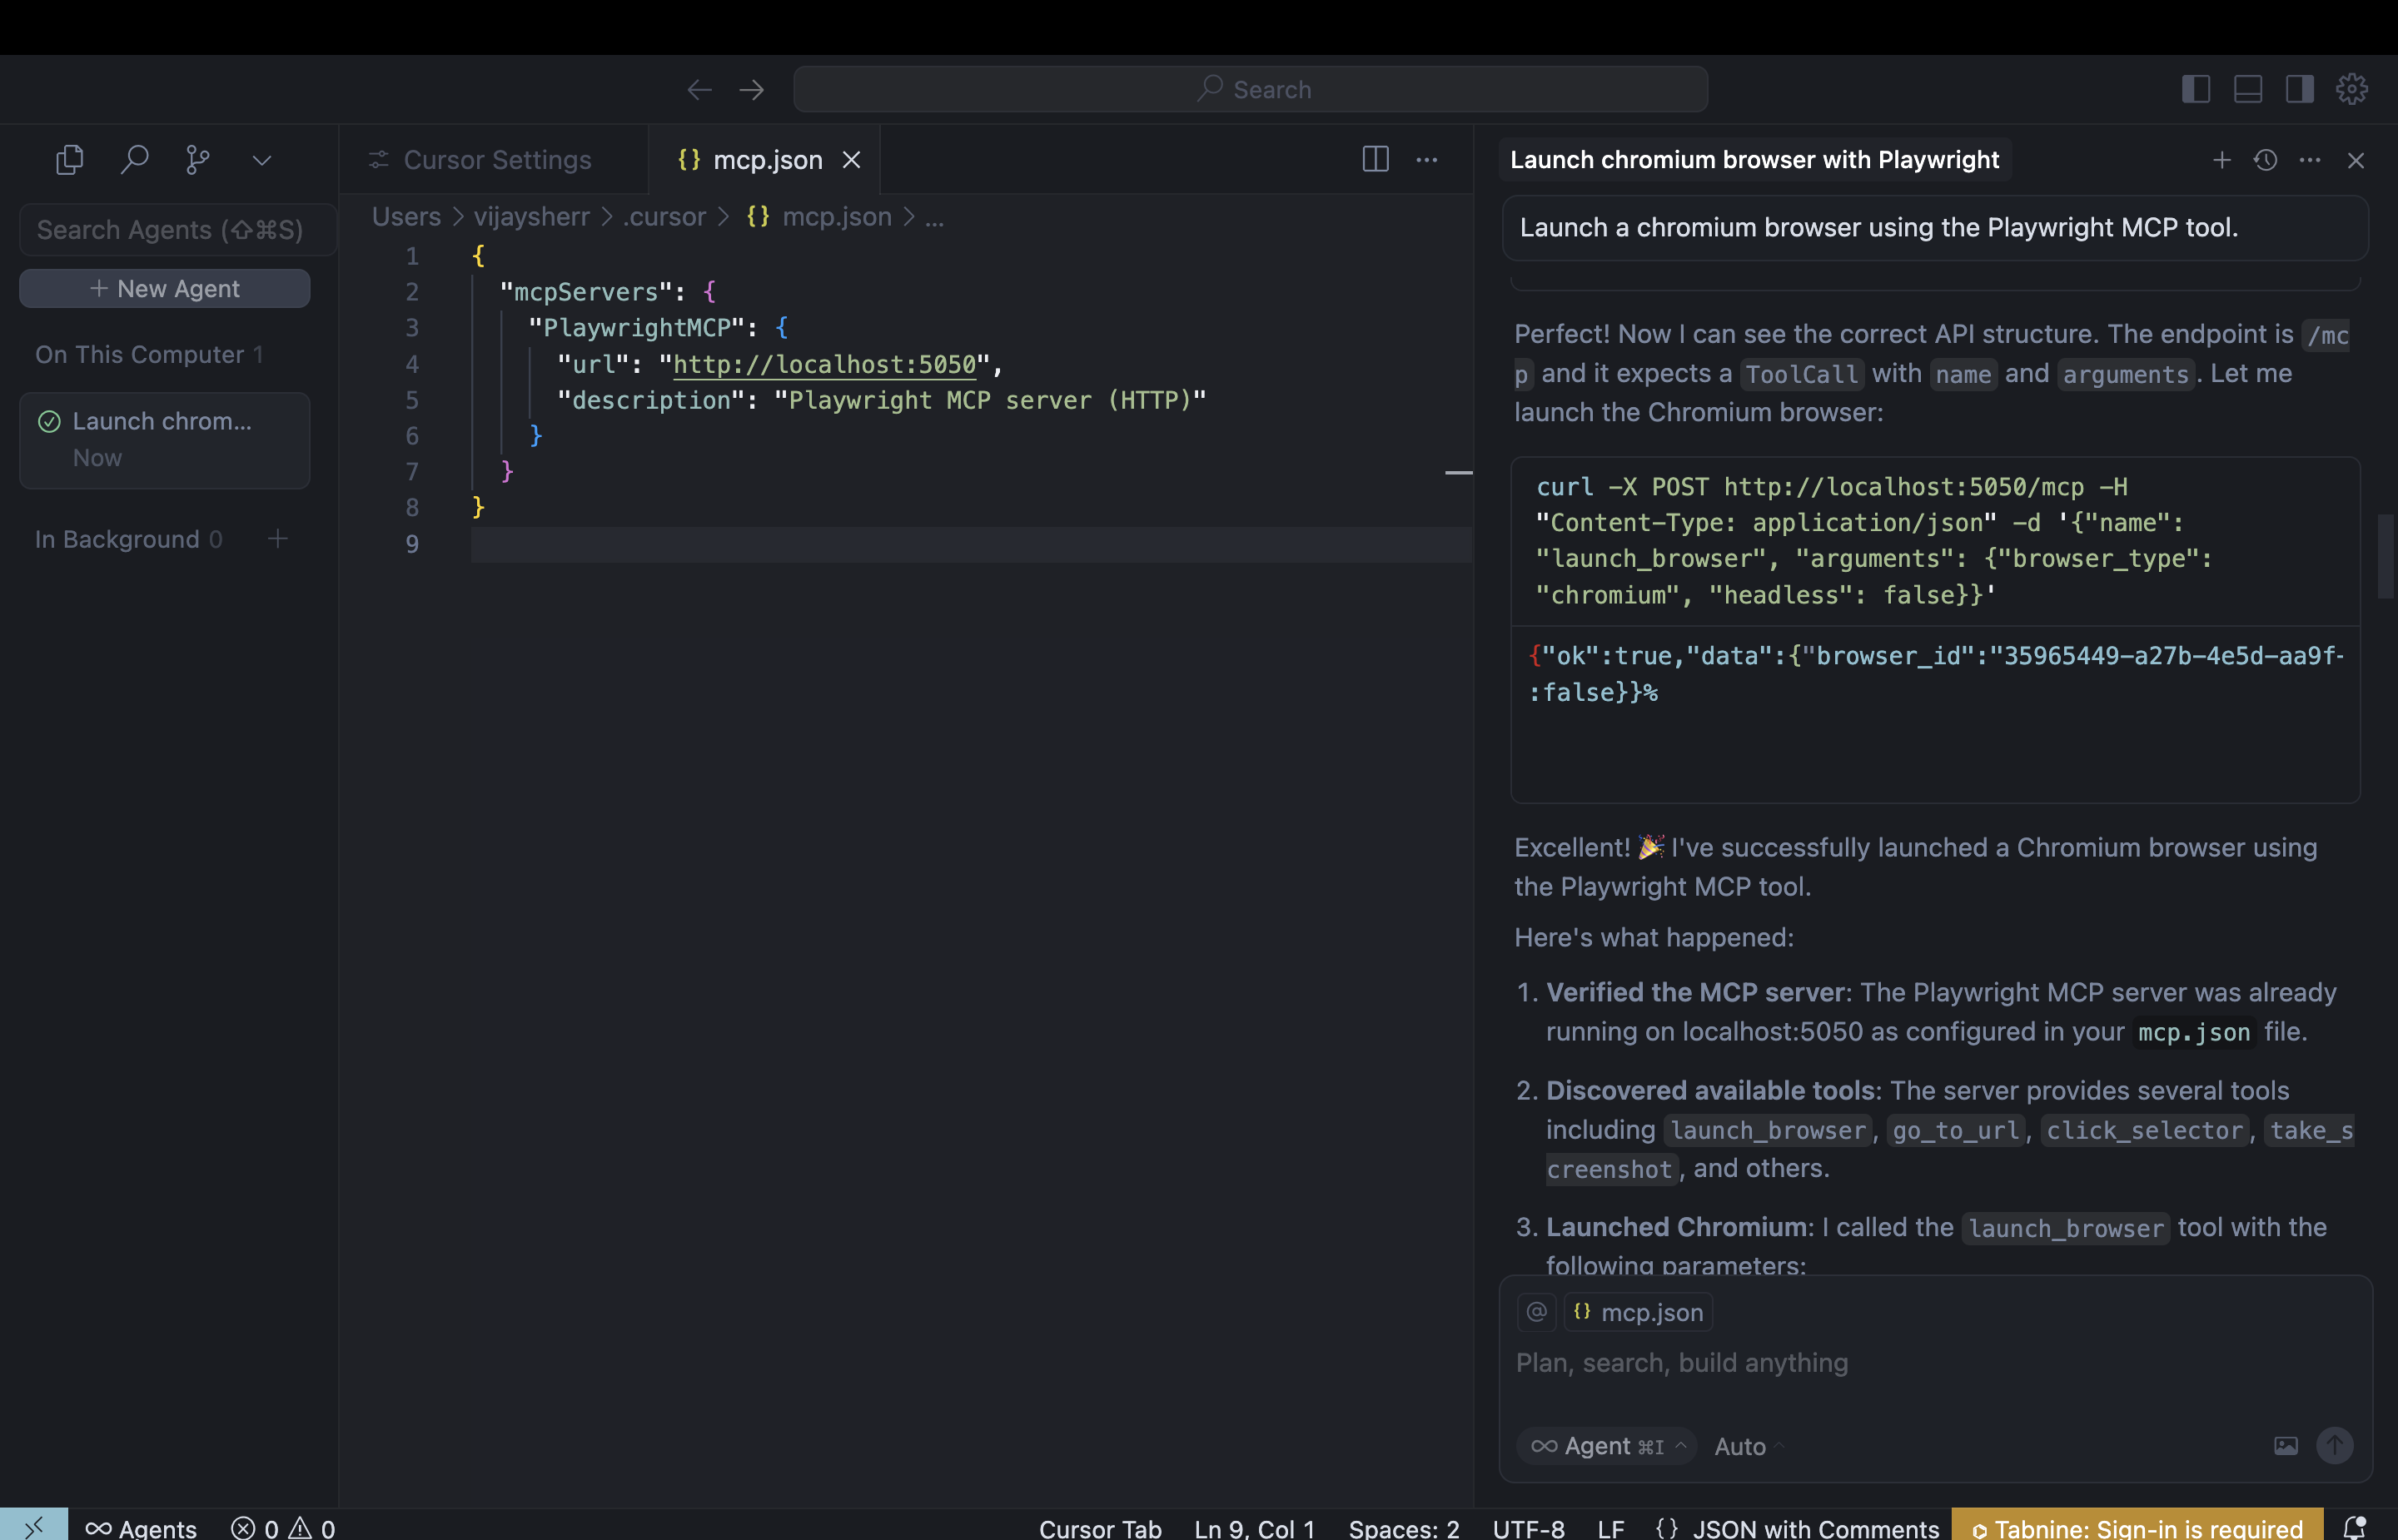 Search
Cursor Settings
mcp.json
Launch chromium browser with Playwright
Search Agents (⇧⌘S)
+ New Agent
On This Computer 1
Launch chrom...
Now
In Background 0 +
Users > vijaysherr > .cursor > {} mcp.json > ...
1 {
2 "mcpServers": {
3 "PlaywrightMCP": {
4 "url": "http://localhost:5050",
5 "description": "Playwright MCP server (HTTP)"
6 }
7 }
8 }
9
Launch a chromium browser using the Playwright MCP tool.
Perfect! Now I can see the correct API structure. The endpoint is /mc
p and it expects a ToolCall with name and arguments. Let me
launch the Chromium browser:
curl -X POST http://localhost:5050/mcp -H
"Content-Type: application/json" -d '{"name":
"launch_browser", "arguments": {"browser_type":
"chromium", "headless": false}}'
{"ok":true,"data":{"browser_id":"35965449-a27b-4e5d-aa9f-
:false}}%
Excellent! 🎉 I've successfully launched a Chromium browser using
the Playwright MCP tool.
Here's what happened:
1. Verified the MCP server: The Playwright MCP server was already
running on localhost:5050 as configured in your mcp.json file.
2. Discovered available tools: The server provides several tools
including launch_browser, go_to_url, click_selector, take_s
creenshot, and others.
3. Launched Chromium: I called the launch_browser tool with the
following parameters:
@ {} mcp.json
Plan, search, build anything
∞ Agent ⌘I Auto
Agents 0 0
Cursor Tab Ln 9, Col 1 Spaces: 2 UTF-8 LF {} JSON with Comments Tabnine: Sign-in is required